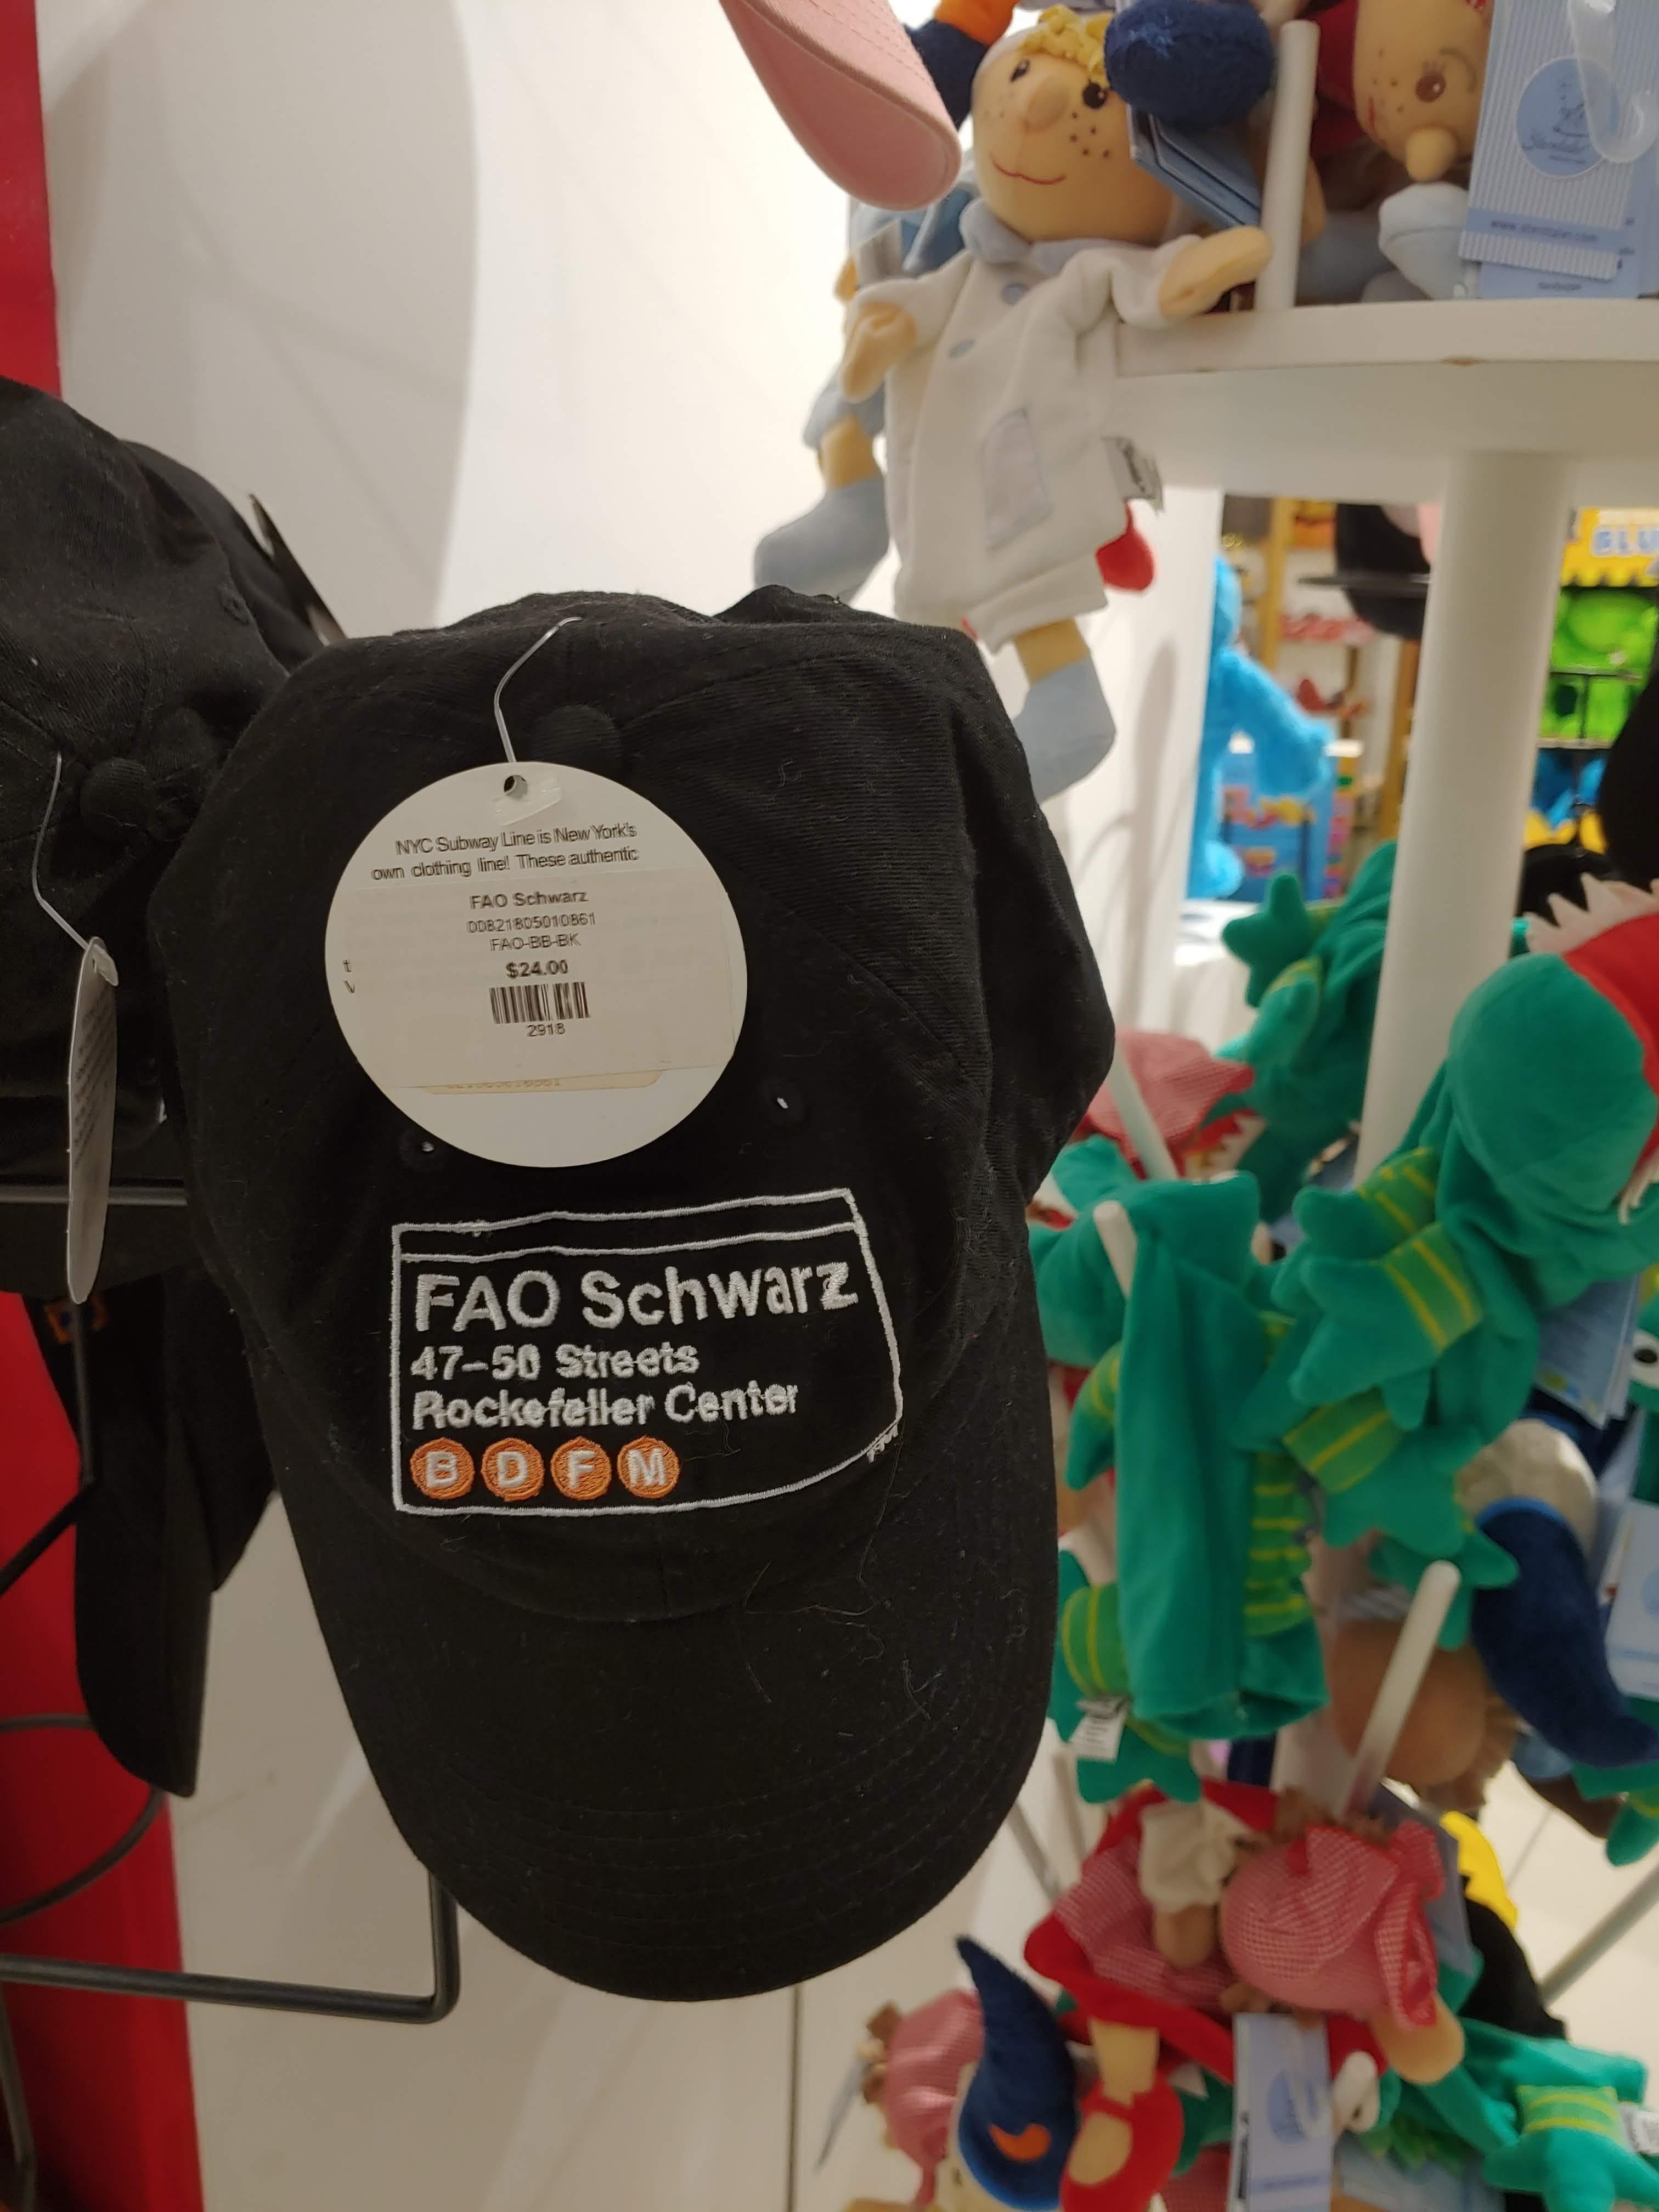 NYC Subway Line is New York's
own clothing line! These authentic
FAO Schwarz
00821805010861
FAO-BB-BK
$24.00
2918
FAO Schwarz
47-50 Streets
Rockefeller Center
B D F M